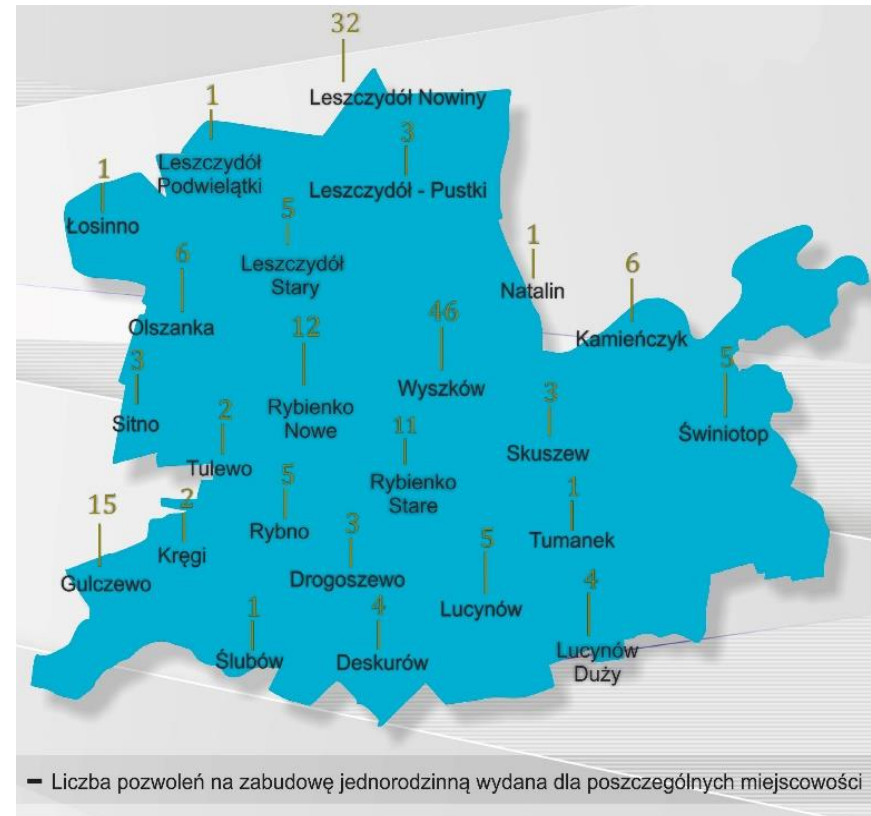 32
Leszczydół Nowiny
1
Leszczydół
Podwielątki
3
Leszczydół - Pustki
1
Łosinno
5
Leszczydół
Stary
6
Olszanka
1
Natalin
6
Kamieńczyk
12
Rybienko
Nowe
46
Wyszków
3
Sitno
5
Świniotop
3
Skuszew
2
Tulewo
11
Rybienko
Stare
5
Rybno
2
Kręgi
15
Gulczewo
1
Tumanek
3
Drogoszewo
5
Lucynów
1
Ślubów
4
Deskurów
4
Lucynów
Duży
– Liczba pozwoleń na zabudowę jednorodzinną wydana dla poszczególnych miejscowości